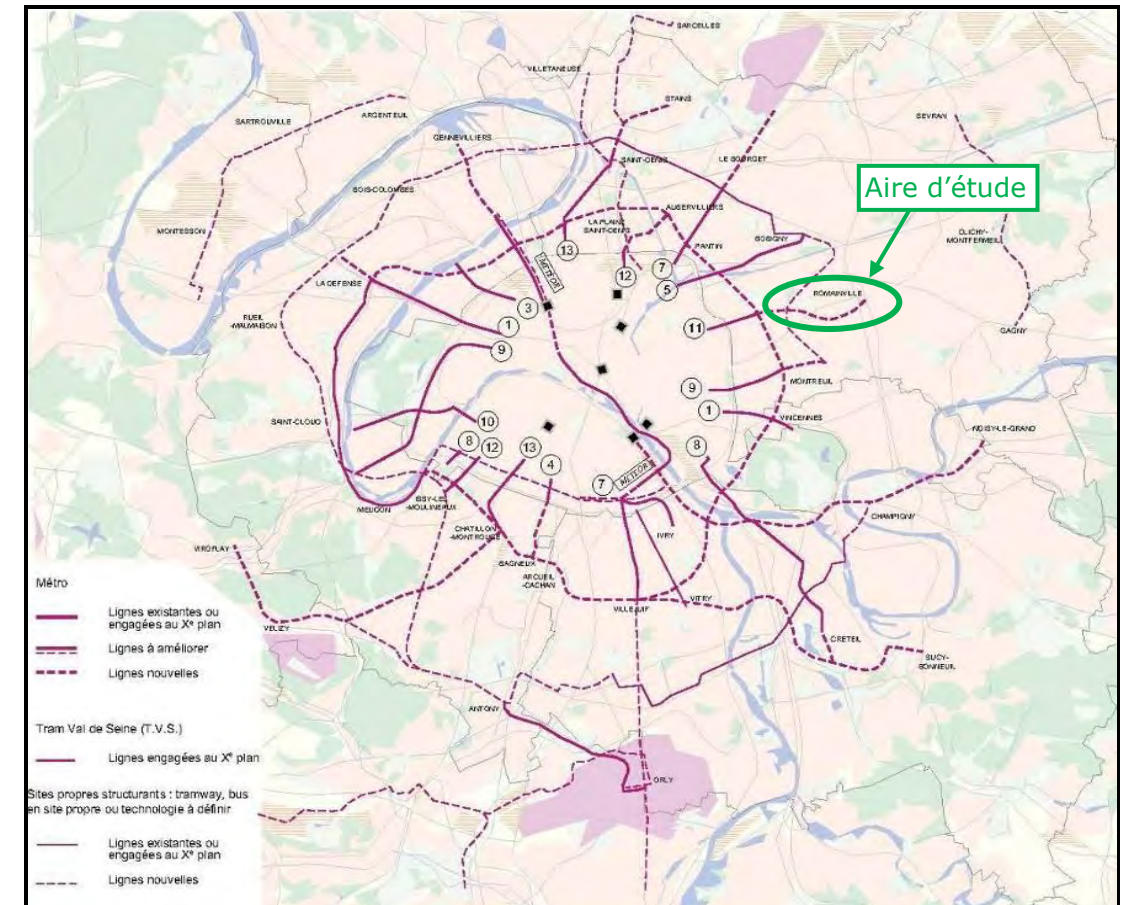 SARCELLES
VILLETANEUSE
STAINS
SARTROUVILLE
ARGENTEUIL
GENNEVILLIERS
SEVRAN
SAINT-DENIS
LE BOURGET
BOIS-COLOMBES
Aire d'étude
AUBERVILLIERS
MONTESSON
LA PLAINE
SAINT-DENIS
PANTIN
BOBIGNY
CLICHY-
MONTFERMEIL
13
12
7
METEOR
LA DEFENSE
5
ROMAINVILLE
3
RUEIL
-MALMAISON
1
11
GAGNY
9
9
MONTREUIL
1
VINCENNES
SAINT-CLOUD
10
NOISY-LE-GRAND
8
12
13
4
8
7
METEOR
MEUDON
ISSY-LES
-MOULINEAUX
CHATILLON
-MONTROUGE
CHAMPIGNY
IVRY
VIROFLAY
BAGNEUX
ARCUEIL
-CACHAN
VITRY
VILLEJUIF
VELIZY
CRETEIL
SUCY-
BONNEUIL
ANTONY
ORLY
Métro
Lignes existantes ou
engagées au Xe plan
Lignes à améliorer
Lignes nouvelles
Tram Val de Seine (T.V.S.)
Lignes engagées au Xe plan
Sites propres structurants : tramway, bus
en site propre ou technologie à définir
Lignes existantes ou
engagées au Xe plan
Lignes nouvelles